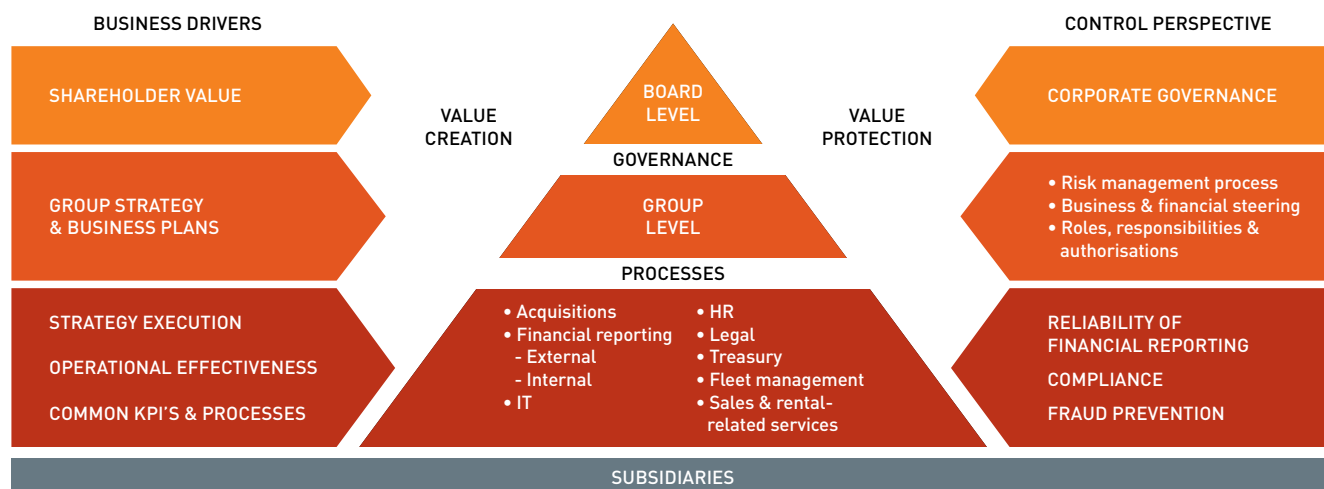 BUSINESS DRIVERS
SHAREHOLDER VALUE
GROUP STRATEGY
& BUSINESS PLANS
STRATEGY EXECUTION
OPERATIONAL EFFECTIVENESS
COMMON KPI'S & PROCESSES
VALUE
CREATION
BOARD
LEVEL
GOVERNANCE
GROUP
LEVEL
PROCESSES
• Acquisitions
• Financial reporting
- External
- Internal
• IT
• HR
• Legal
• Treasury
• Fleet management
• Sales & rental-
related services
VALUE
PROTECTION
CONTROL PERSPECTIVE
CORPORATE GOVERNANCE
• Risk management process
• Business & financial steering
• Roles, responsibilities &
authorisations
RELIABILITY OF
FINANCIAL REPORTING
COMPLIANCE
FRAUD PREVENTION
SUBSIDIARIES